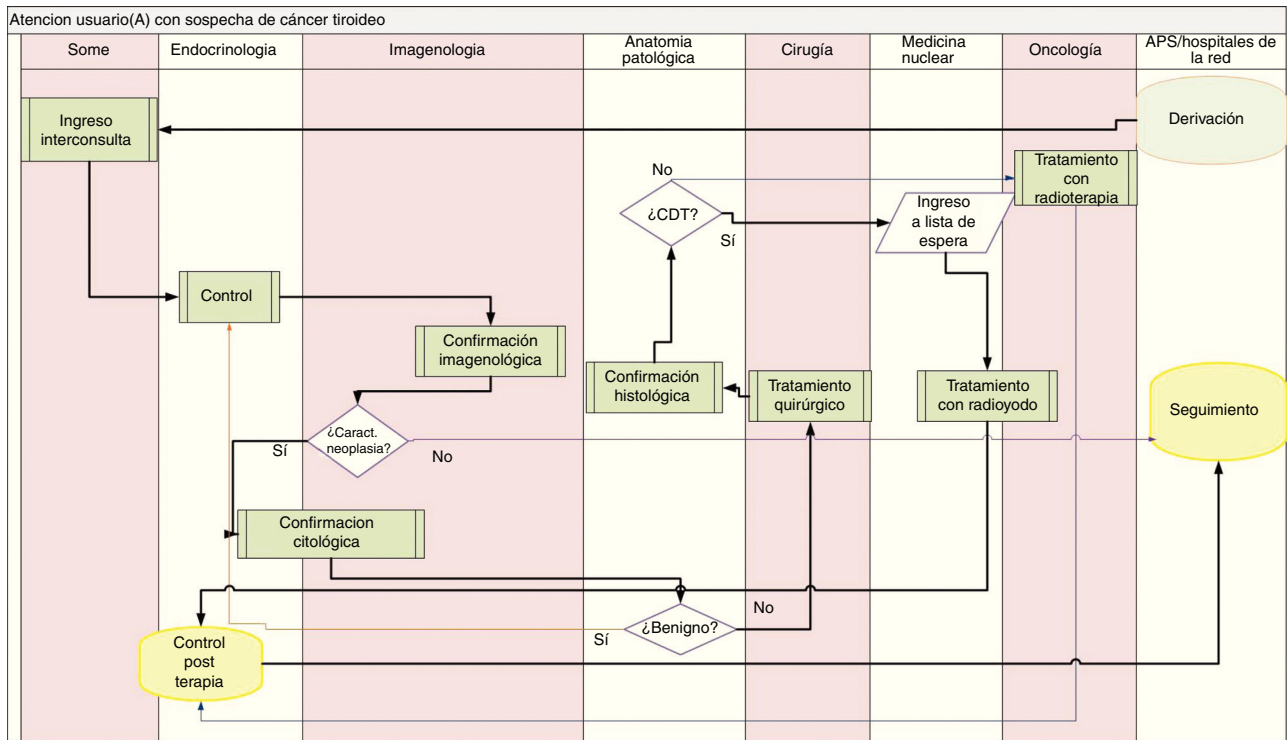 Atencion usuario(A) con sospecha de cáncer tiroideo
Some
Endocrinologia
Imagenologia
Anatomia
patológica
Cirugía
Medicina
nuclear
Oncología
APS/hospitales de
la red
Ingreso
interconsulta
Derivación
No
Tratamiento
con
radioterapia
¿CDT?
Sí
Ingreso
a lista de
espera
Control
Confirmación
imagenológica
Confirmación
histológica
Tratamiento
quirúrgico
Tratamiento
con radioyodo
Seguimiento
¿Caract.
neoplasia?
Sí
No
Confirmacion
citológica
No
¿Benigno?
Sí
Control
post
terapia